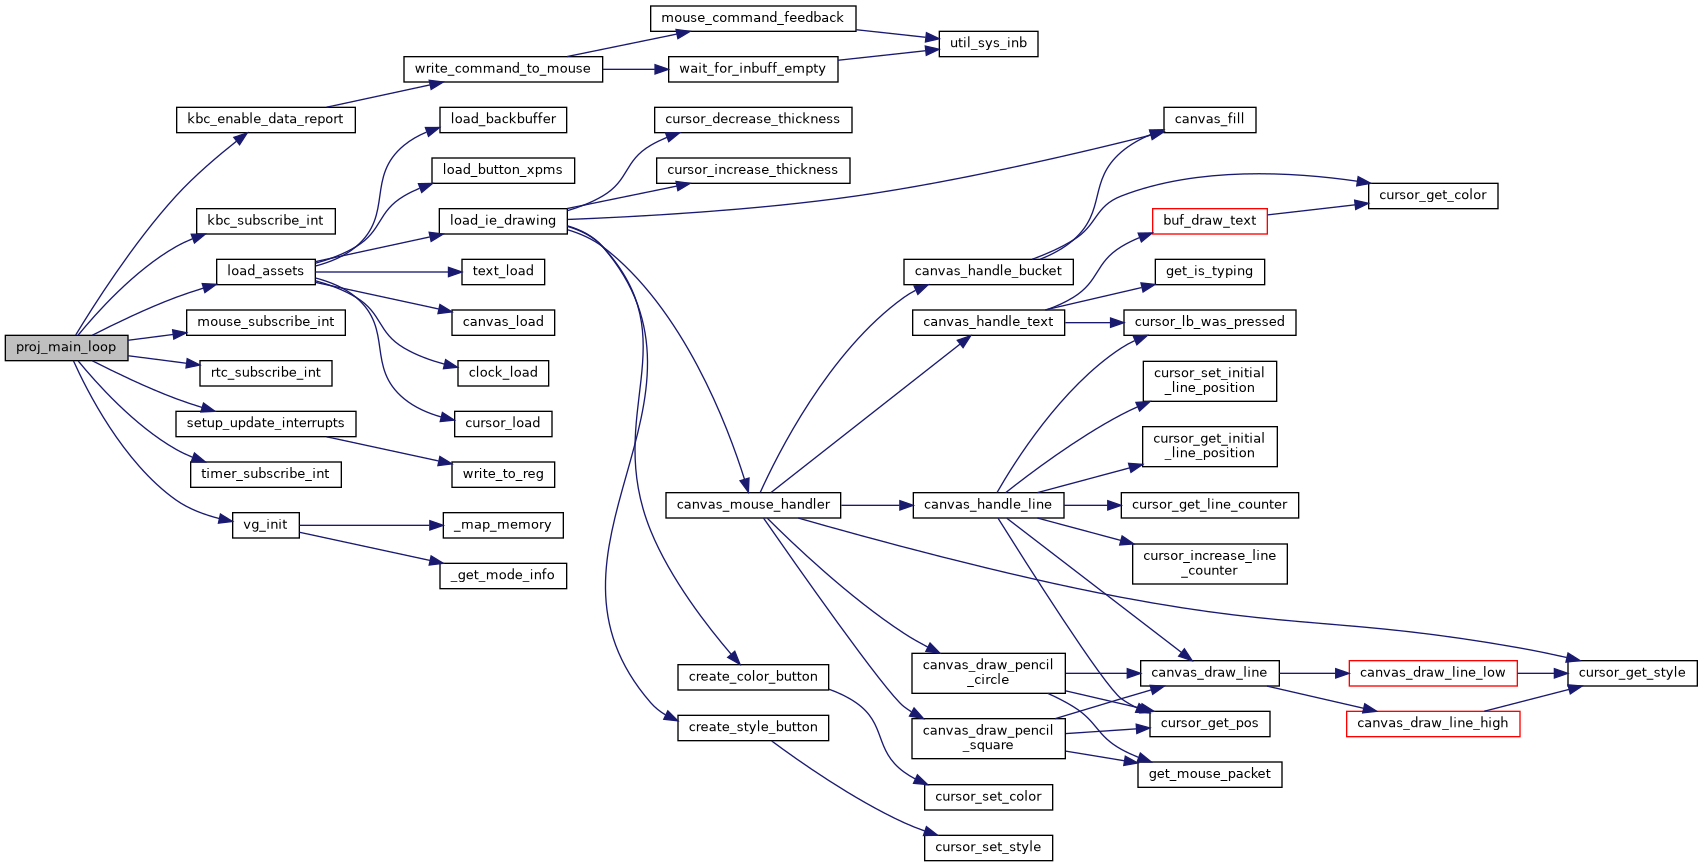 mouse_command_feedback
util_sys_inb
write_command_to_mouse
wait_for_inbuff_empty
kbc_enable_data_report
load_backbuffer
cursor_decrease_thickness
canvas_fill
load_button_xpms
cursor_increase_thickness
cursor_get_color
kbc_subscribe_int
load_ie_drawing
buf_draw_text
load_assets
text_load
canvas_handle_bucket
get_is_typing
mouse_subscribe_int
canvas_load
canvas_handle_text
cursor_lb_was_pressed
proj_main_loop
rtc_subscribe_int
clock_load
cursor_set_initial
_line_position
setup_update_interrupts
cursor_load
cursor_get_initial
_line_position
timer_subscribe_int
write_to_reg
canvas_mouse_handler
canvas_handle_line
cursor_get_line_counter
vg_init
_map_memory
cursor_increase_line
_counter
_get_mode_info
canvas_draw_pencil
_circle
canvas_draw_line
canvas_draw_line_low
cursor_get_style
create_color_button
create_style_button
canvas_draw_pencil
_square
cursor_get_pos
canvas_draw_line_high
get_mouse_packet
cursor_set_color
cursor_set_style